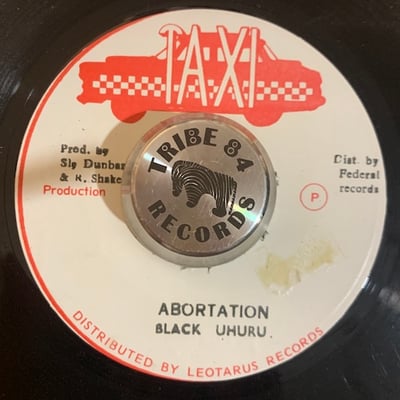 TAXI
Prod. by
Sly Dunbar
& R. Shake
Production
Dist. by
Federal
records
P
TRIBE 84
RECORDS
ABORTATION
BLACK UHURU
DISTRIBUTED BY LEOTARUS RECORDS